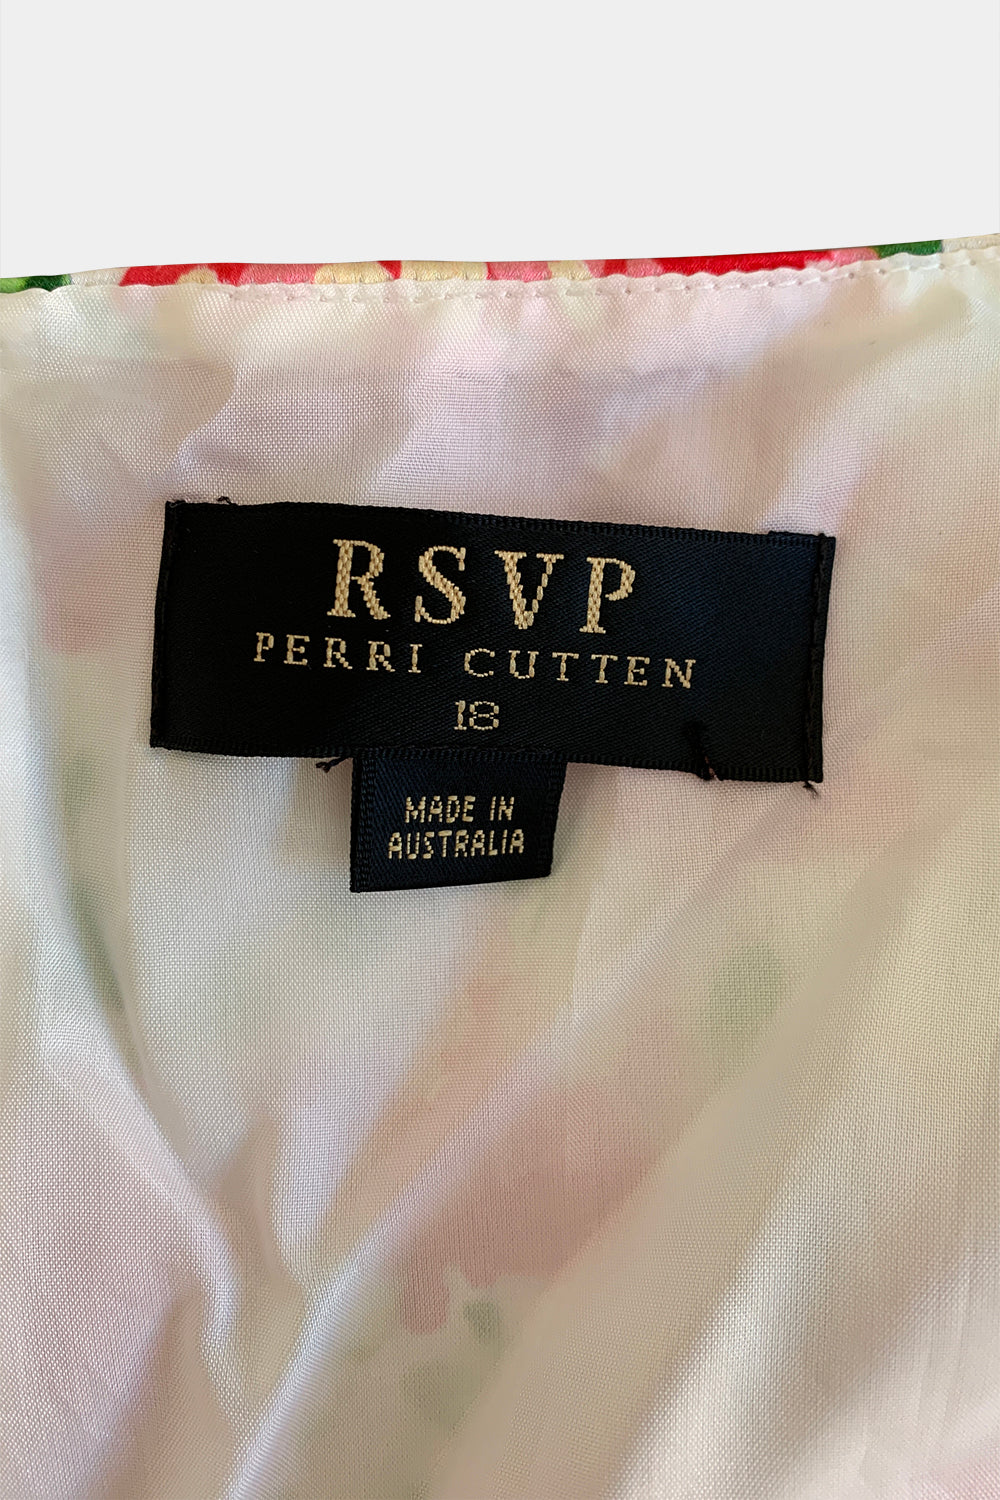 RSVP
PERRI CUTTEN
18
MADE IN
AUSTRALIA